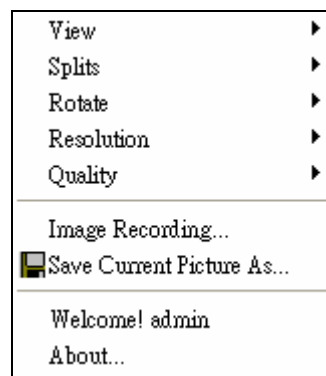 View
Splits
Rotate
Resolution
Quality
Image Recording...
Save Current Picture As...
Welcome! admin
About...